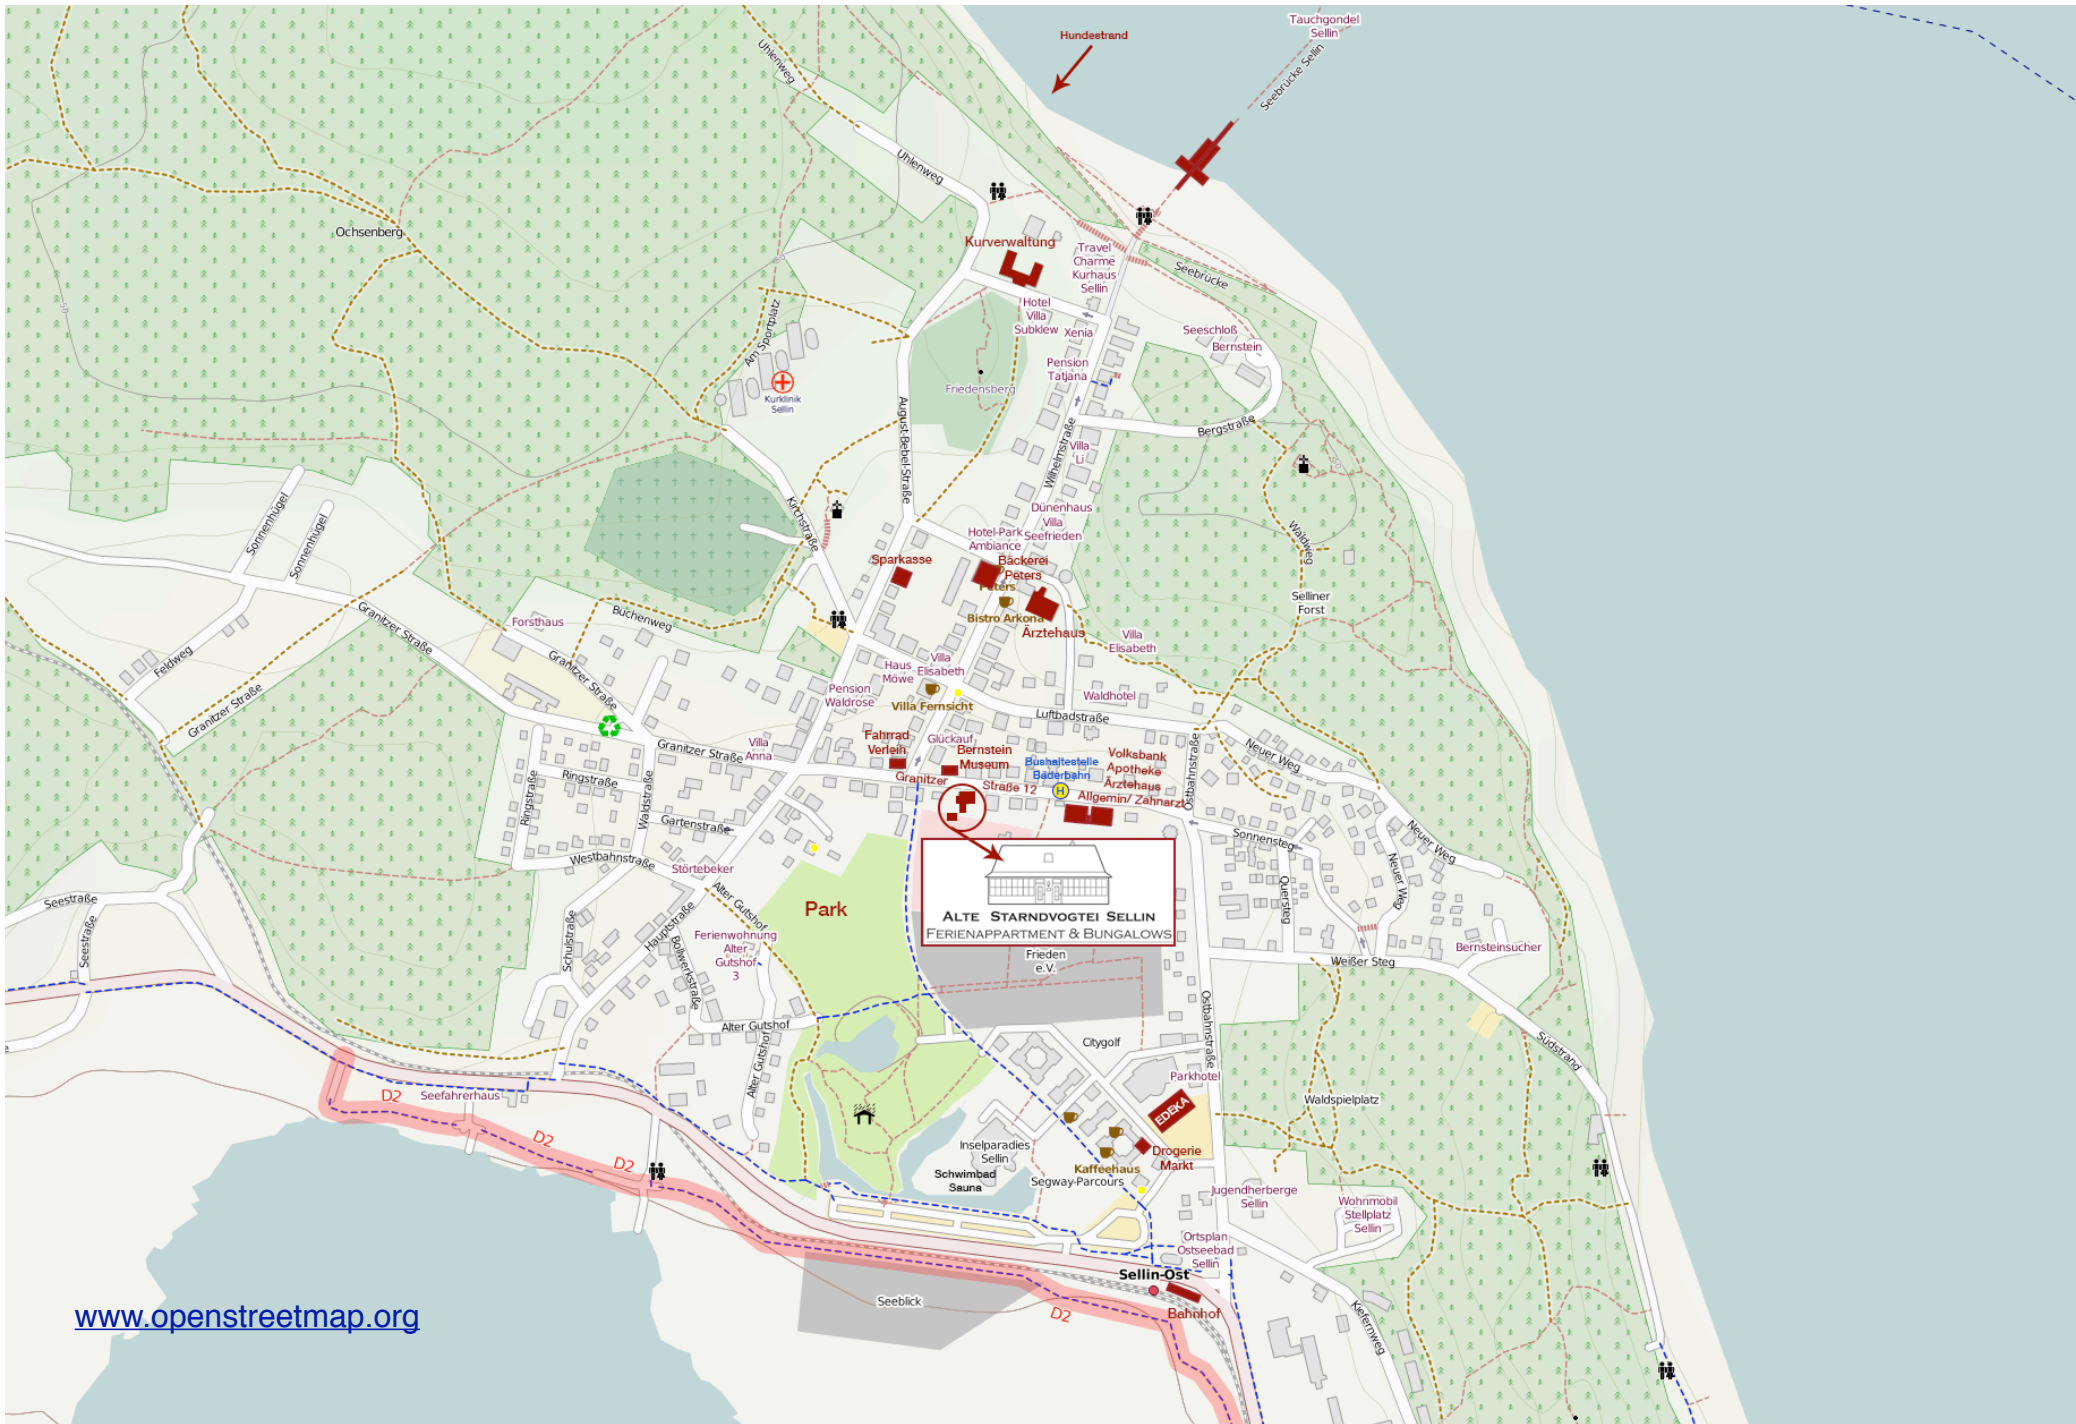 Tauchgondel
Sellin
Hundestrand
Seebrücke Sellin
Uhlenweg
Uhlenweg
Ochsenberg
Kurverwaltung
Travel
Charme
Kurhaus
Sellin
Seebrücke
Hotel
Villa
Subklew
Xenia
Seeschloß
Bernstein
Am Sportplatz
Pension
Tatjana
Friedensberg
Kurklinik
Sellin
August-Bebel-Straße
Bergstraße
Wilhelmstraße
Villa
Li
50
50
Sonnenhügel
Sonnenhügel
Kirchstraße
Dünenhaus
Villa
Seefrieden
Hotel-Park
Ambiance
Waldweg
Sparkasse
Bäckerei
Peters
Peters
Bistro Arkona
Ärztehaus
Selliner
Forst
Granitzer Straße
Forsthaus
Buchenweg
Villa
Elisabeth
Feldweg
Granitzer Straße
Granitzer Straße
Haus
Möwe
Villa
Elisabeth
Pension
Waldrose
Villa Fernsicht
Waldhotel
Luftbadstraße
Granitzer Straße
Villa
Anna
Fahrrad
Verlein
Glückauf
Bernstein
Museum
Bushaltestelle
Bäderbahn
H
Volksbank
Apotheke
Ärztehaus
Allgemin/ Zahnarzt
Neuer Weg
Ostbahnstraße
Ringstraße
Ringstraße
Waldstraße
Granitzer
Straße 12
Gartenstraße
Sonnensteg
Neuer Weg
Westbahnstraße
Störtebeker
Neuer Weg
Quersteg
Alter Gutshof
Park
ALTE STARNDVOGTEI SELLIN
FERIENAPPARTMENT & BUNGALOWS
Seestraße
Seestraße
Schulstraße
Hauptstraße
Bollwerkstraße
Ferienwohnung
Alter
Gutshof
3
Frieden
e.V.
Bernsteinsucher
Weißer Steg
Ostbahnstraße
Alter Gutshof
Alter Gutshof
Citygolf
Südstrand
Parkhotel
D2
Seefahrerhaus
EDEKA
Waldspielplatz
D2
D2
Inselparadies
Sellin
Schwimbad
Sauna
Drogerie
Markt
Kaffeehaus
Segway-Parcours
Jugendherberge
Sellin
Wohnmobil
Stellplatz
Sellin
Ortsplan
Ostseebad
Sellin
Sellin-Ost
Seeblick
Bahnhof
D2
Kiefernweg
www.openstreetmap.org